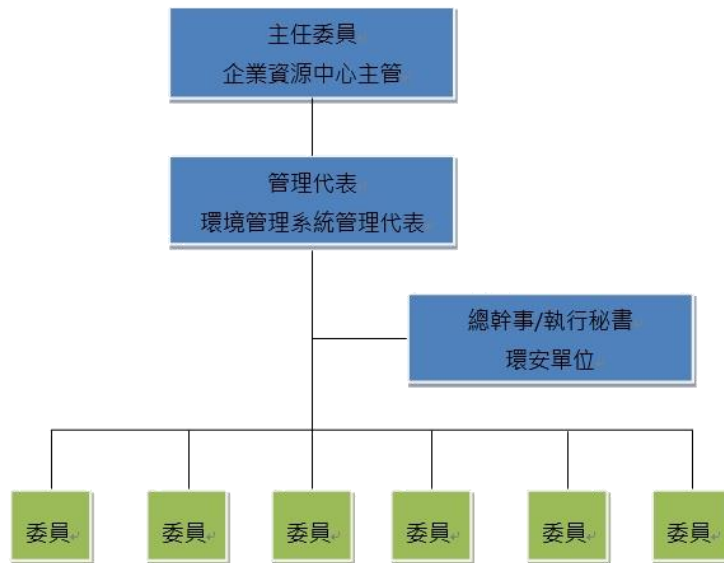 主任委員
企業資源中心主管
管理代表
環境管理系統管理代表
總幹事/執行秘書
環安單位
委員
委員
委員
委員
委員
委員